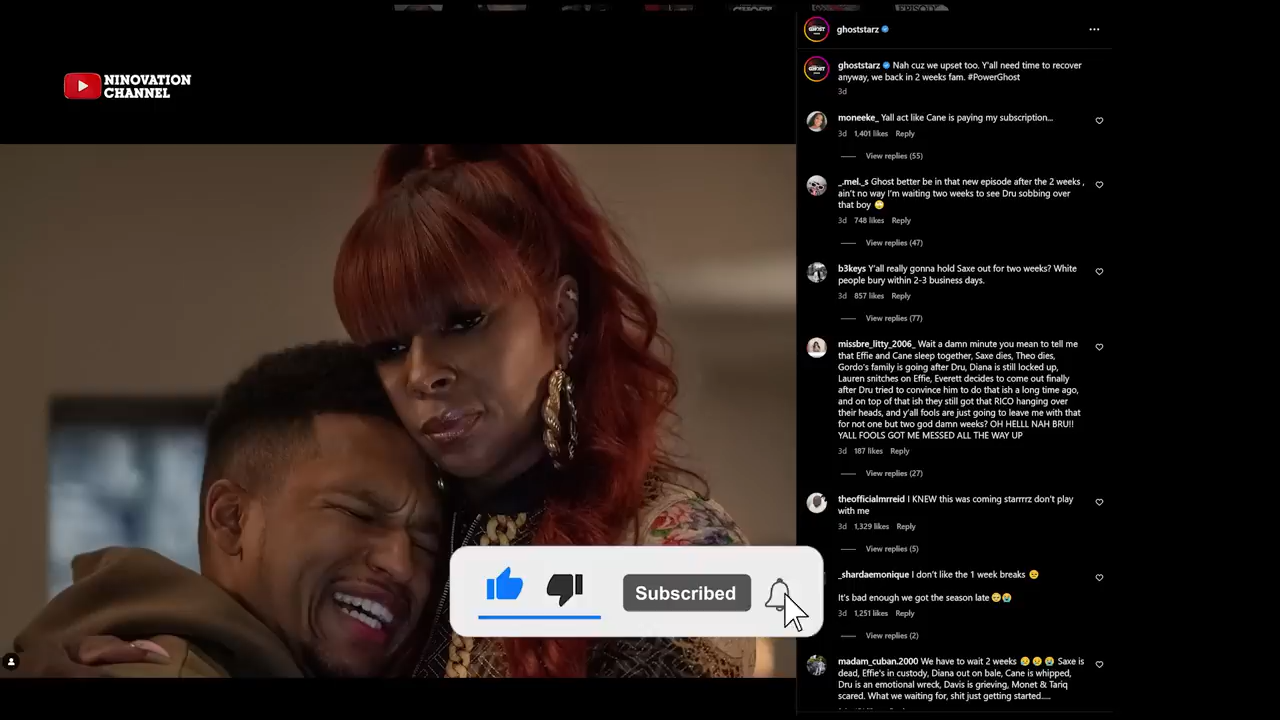 ghoststarz
NINOVATION
CHANNEL
ghoststarz Nah cuz we upset too. Y'all need time to recover
anyway, we back in 2 weeks fam. #PowerGhost
3d
moneeke_ Yall act like Cane is paying my subscription...
3d 1,401 likes Reply
View replies (55)
_.mel._s Ghost better be in that new episode after the 2 weeks ,
ain't no way I'm waiting two weeks to see Dru sobbing over
that boy 🙄
3d 748 likes Reply
View replies (47)
b3keys Y'all really gonna hold Saxe out for two weeks? White
people bury within 2-3 business days.
3d 857 likes Reply
View replies (77)
missbre_litty_2006_ Wait a damn minute you mean to tell me
that Effie and Cane sleep together, Saxe dies, Theo dies,
Gordo's family is going after Dru, Diana is still locked up,
Lauren snitches on Effie, Everett decides to come out finally
after Dru tried to convince him to do that ish a long time ago,
and on top of that ish they still got that RICO hanging over
their heads, and y'all fools are just going to leave me with that
for not one but two god damn weeks? OH HELLL NAH BRU!!
YALL FOOLS GOT ME MESSED ALL THE WAY UP
3d 187 likes Reply
View replies (27)
theofficialmrreid I KNEW this was coming starrrrz don't play
with me
3d 1,329 likes Reply
View replies (5)
_shardaemonique I don't like the 1 week breaks 😑
It's bad enough we got the season late 🥺😭
3d 1,251 likes Reply
View replies (2)
Subscribed
madam_cuban.2000 We have to wait 2 weeks 😢😑😭 Saxe is
dead, Effie's in custody, Diana out on bale, Cane is whipped,
Dru is an emotional wreck, Davis is grieving, Monet & Tariq
scared. What we waiting for, shit just getting started.....